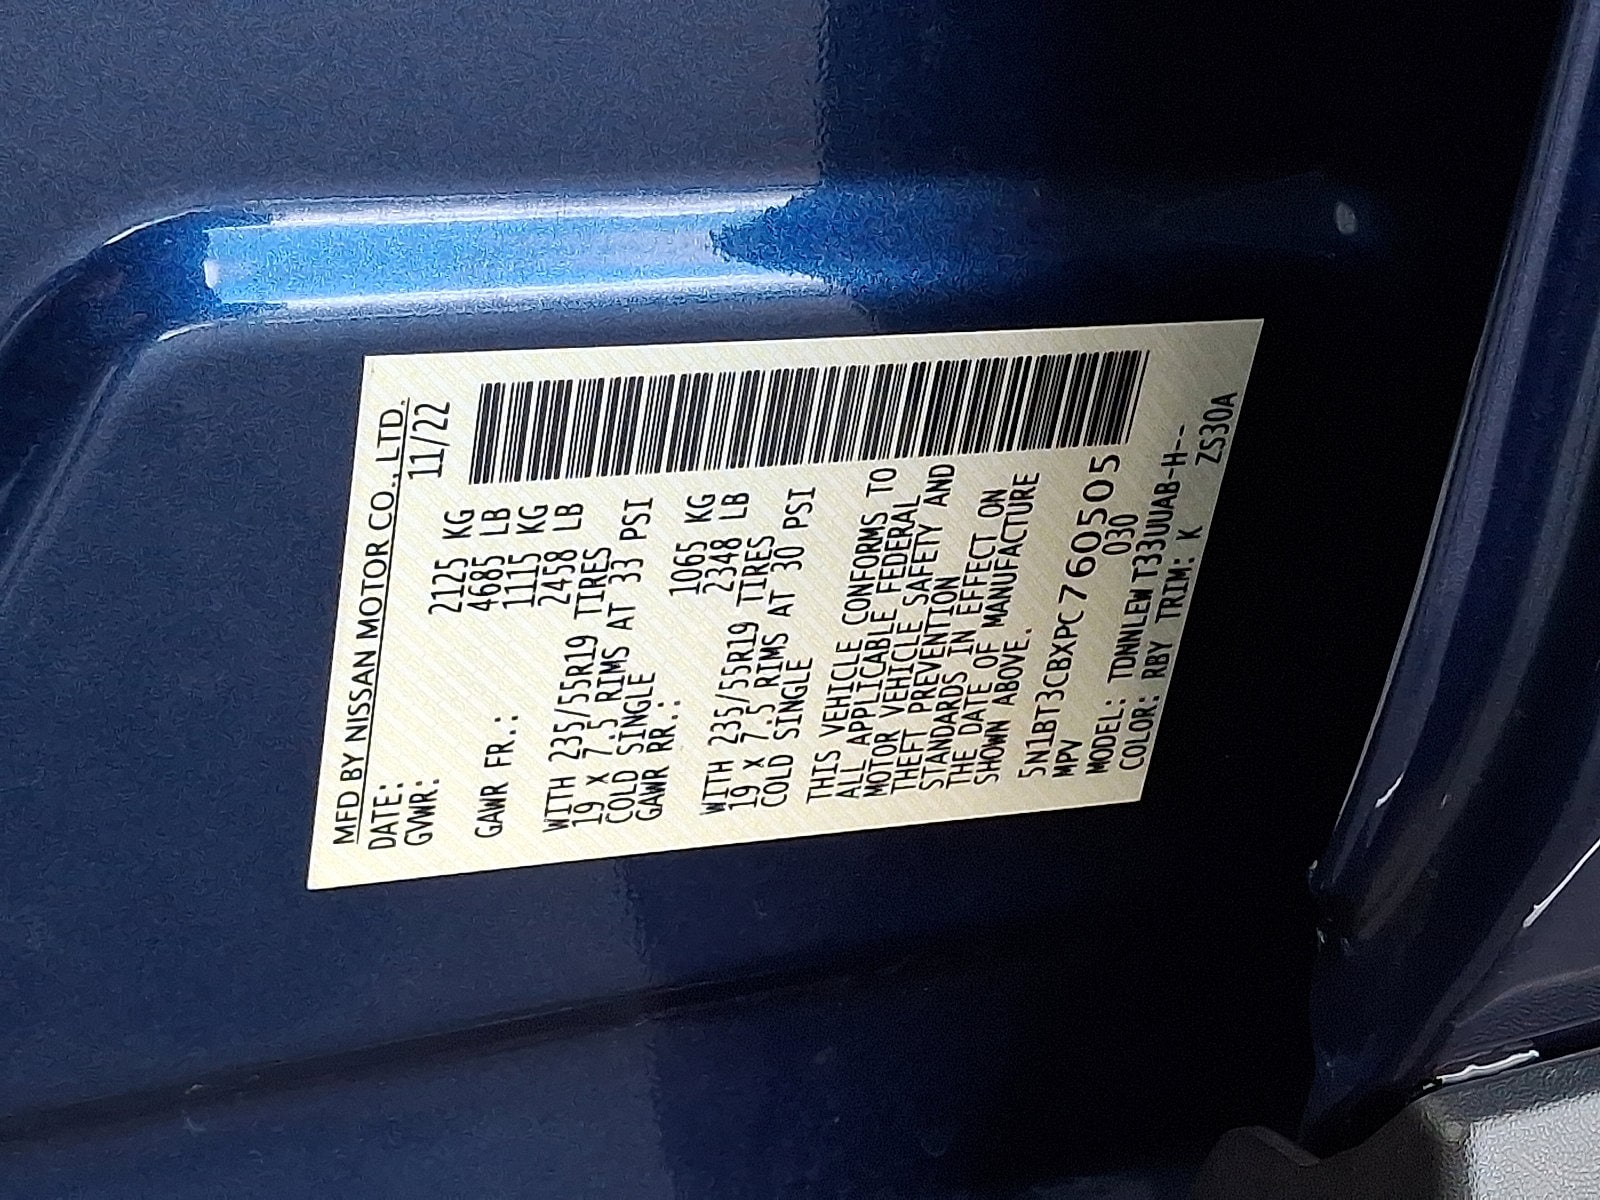 MFD BY NISSAN MOTOR CO.,LTD.
DATE: 11/22
GVWR: 2125 KG
4685 LB
GAWR FR.: 1115 KG
2458 LB
WITH 235/55R19 TIRES
19 X 7.5 RIMS AT 33 PSI
COLD SINGLE
GAWR RR.: 1065 KG
2348 LB
WITH 235/55R19 TIRES
19 X 7.5 RIMS AT 30 PSI
COLD SINGLE
THIS VEHICLE CONFORMS TO
ALL APPLICABLE FEDERAL
MOTOR VEHICLE SAFETY AND
THEFT PREVENTION
STANDARDS IN EFFECT ON
THE DATE OF MANUFACTURE
SHOWN ABOVE.
5N1BT3CBXPC760505
MPV 030
MODEL: TDNNLEWT33UUAB-H--
COLOR: RBY TRIM: K ZS30A